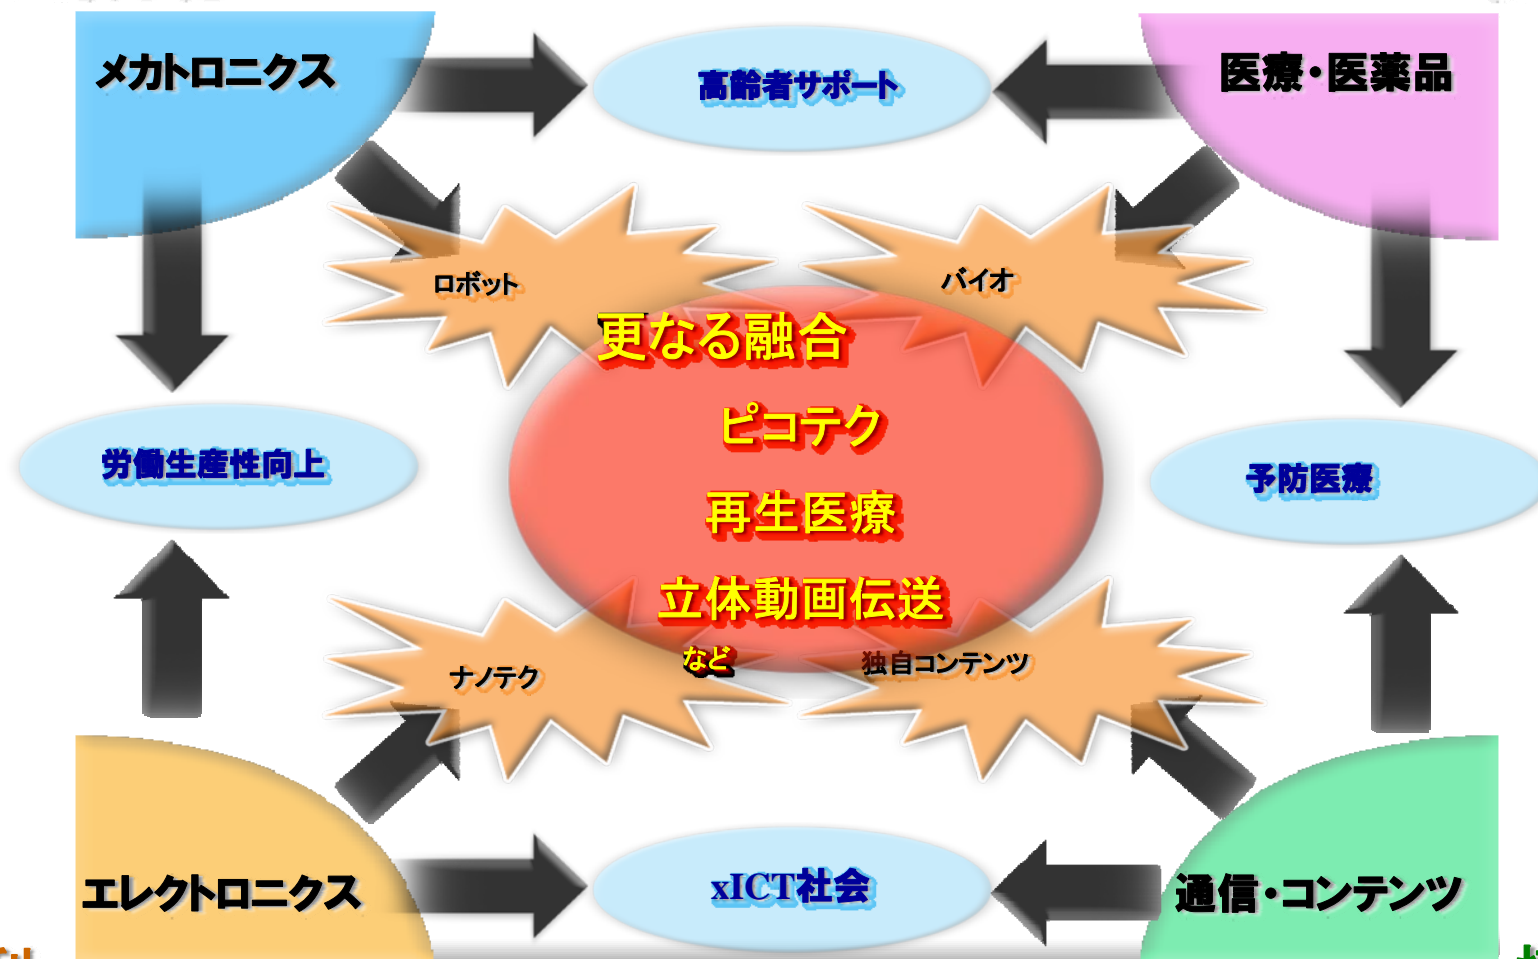 メカトロニクス
高齢者サポート
医療・医薬品
ロボット
バイオ
更なる融合
ピコテク
再生医療
立体動画伝送
など
労働生産性向上
予防医療
ナノテク
独自コンテンツ
エレクトロニクス
xICT社会
通信・コンテンツ